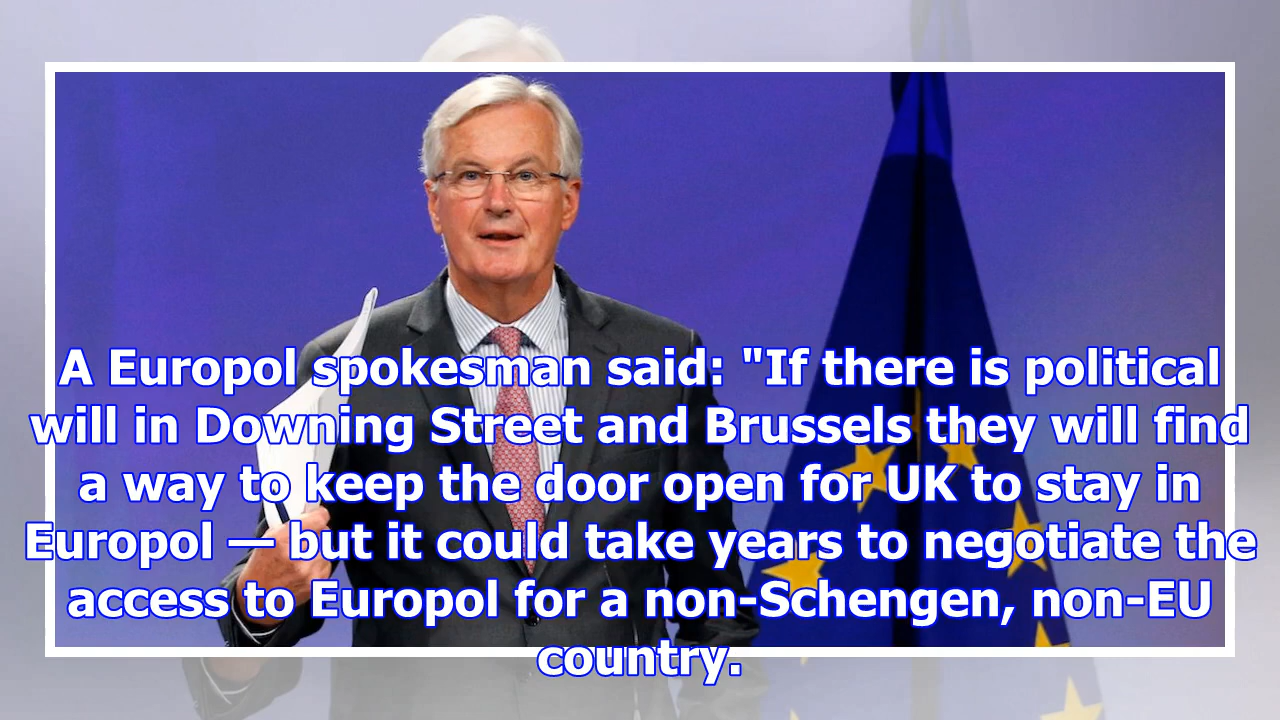 A Europol spokesman said: "If there is political
will in Downing Street and Brussels they will find
a way to keep the door open for UK to stay in
Europol — but it could take years to negotiate the
access to Europol for a non-Schengen, non-EU
country.